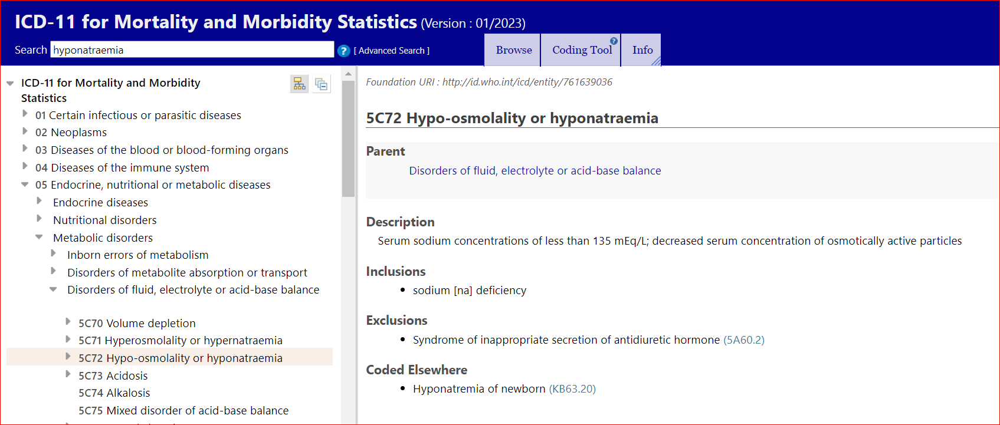 ICD-11 for Mortality and Morbidity Statistics (Version : 01/2023)
Search hyponatraemia ? [ Advanced Search ] Browse Coding Tool ? Info
ICD-11 for Mortality and Morbidity
Statistics
01 Certain infectious or parasitic diseases
02 Neoplasms
03 Diseases of the blood or blood-forming organs
04 Diseases of the immune system
05 Endocrine, nutritional or metabolic diseases
Endocrine diseases
Nutritional disorders
Metabolic disorders
Inborn errors of metabolism
Disorders of metabolite absorption or transport
Disorders of fluid, electrolyte or acid-base balance
5C70 Volume depletion
5C71 Hyperosmolality or hypernatraemia
5C72 Hypo-osmolality or hyponatraemia
5C73 Acidosis
5C74 Alkalosis
5C75 Mixed disorder of acid-base balance
Foundation URI : http://id.who.int/icd/entity/761639036
5C72 Hypo-osmolality or hyponatraemia
Parent
Disorders of fluid, electrolyte or acid-base balance
Description
Serum sodium concentrations of less than 135 mEq/L; decreased serum concentration of osmotically active particles
Inclusions
• sodium [na] deficiency
Exclusions
• Syndrome of inappropriate secretion of antidiuretic hormone (5A60.2)
Coded Elsewhere
• Hyponatremia of newborn (KB63.20)